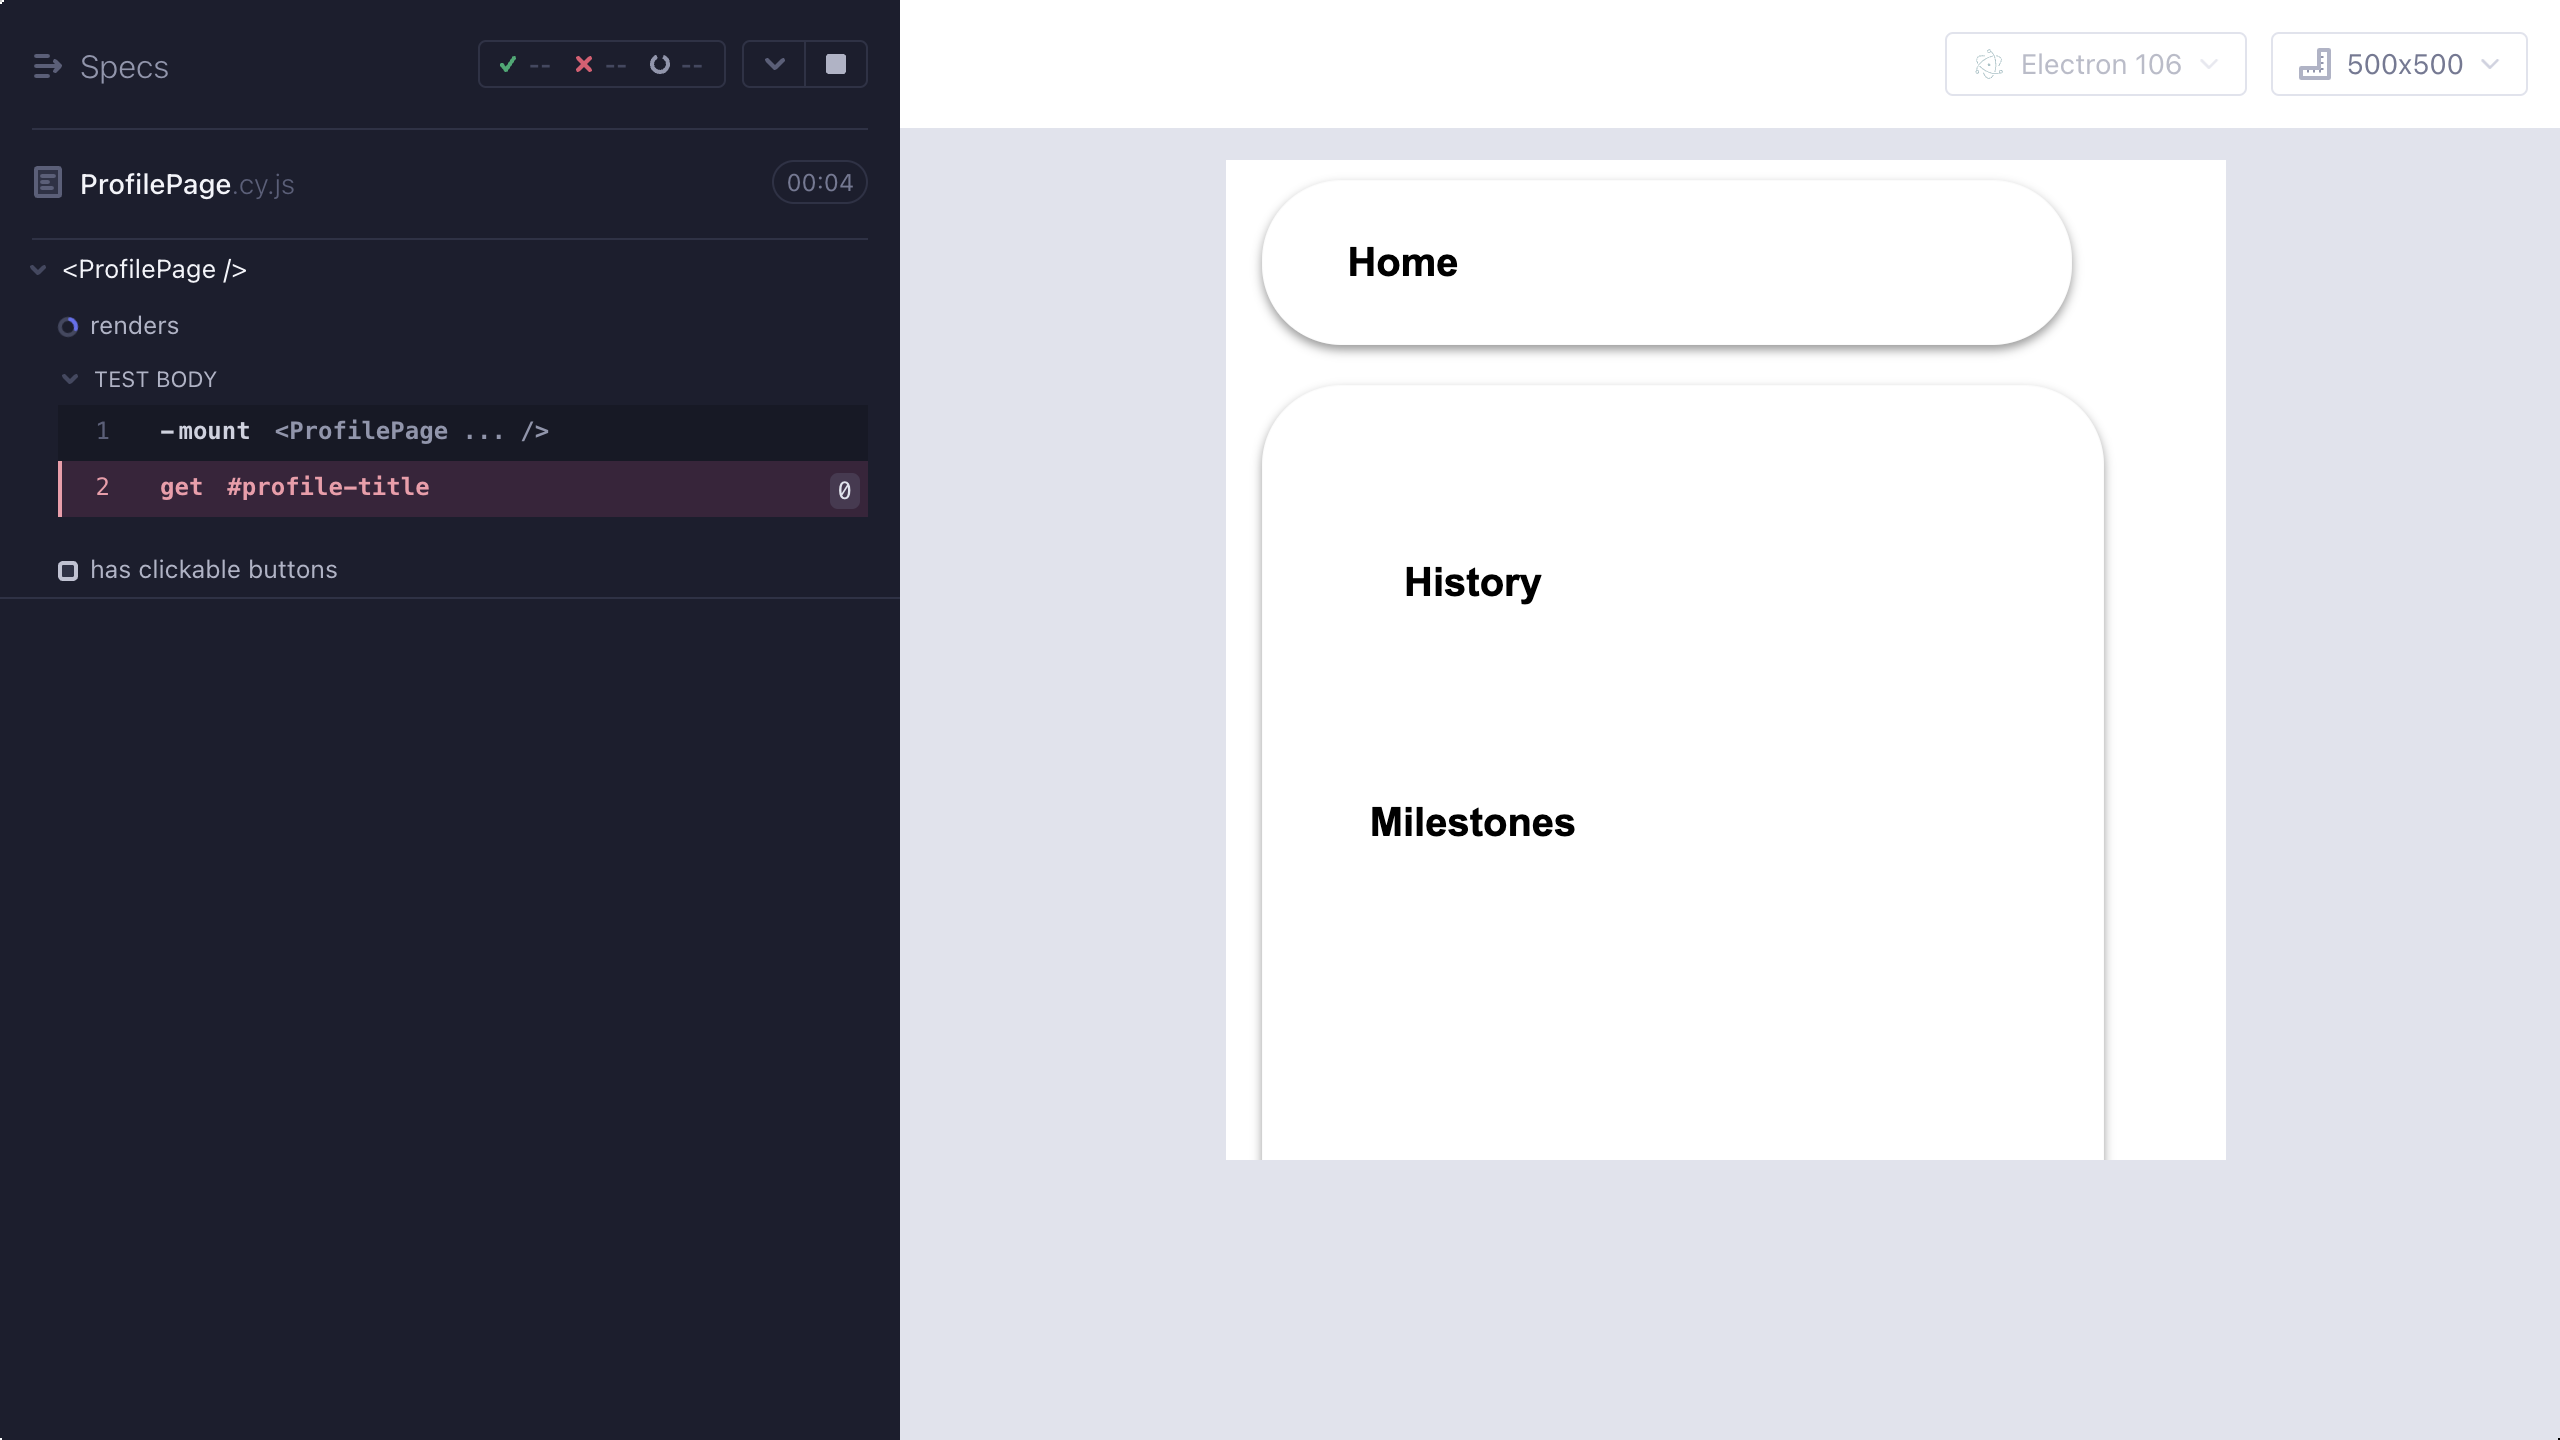 Specs
-- -- --
ProfilePage.cy.js
00:04
<ProfilePage />
renders
TEST BODY
1 -mount <ProfilePage ... />
2 get #profile-title 0
has clickable buttons
Electron 106
500x500
Home
History
Milestones